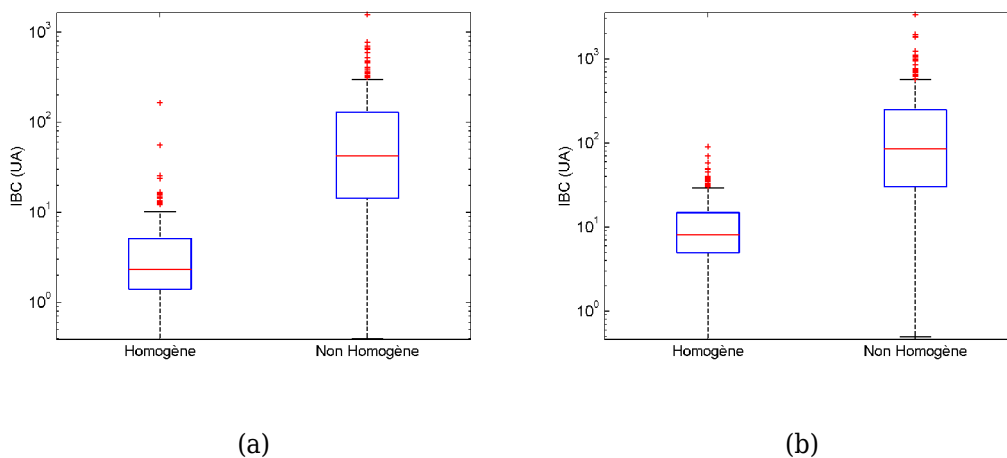 IBC (UA)
10³
10²
10¹
10⁰
Homogène
Non Homogène
(a)
IBC (UA)
10³
10²
10¹
10⁰
Homogène
Non Homogène
(b)